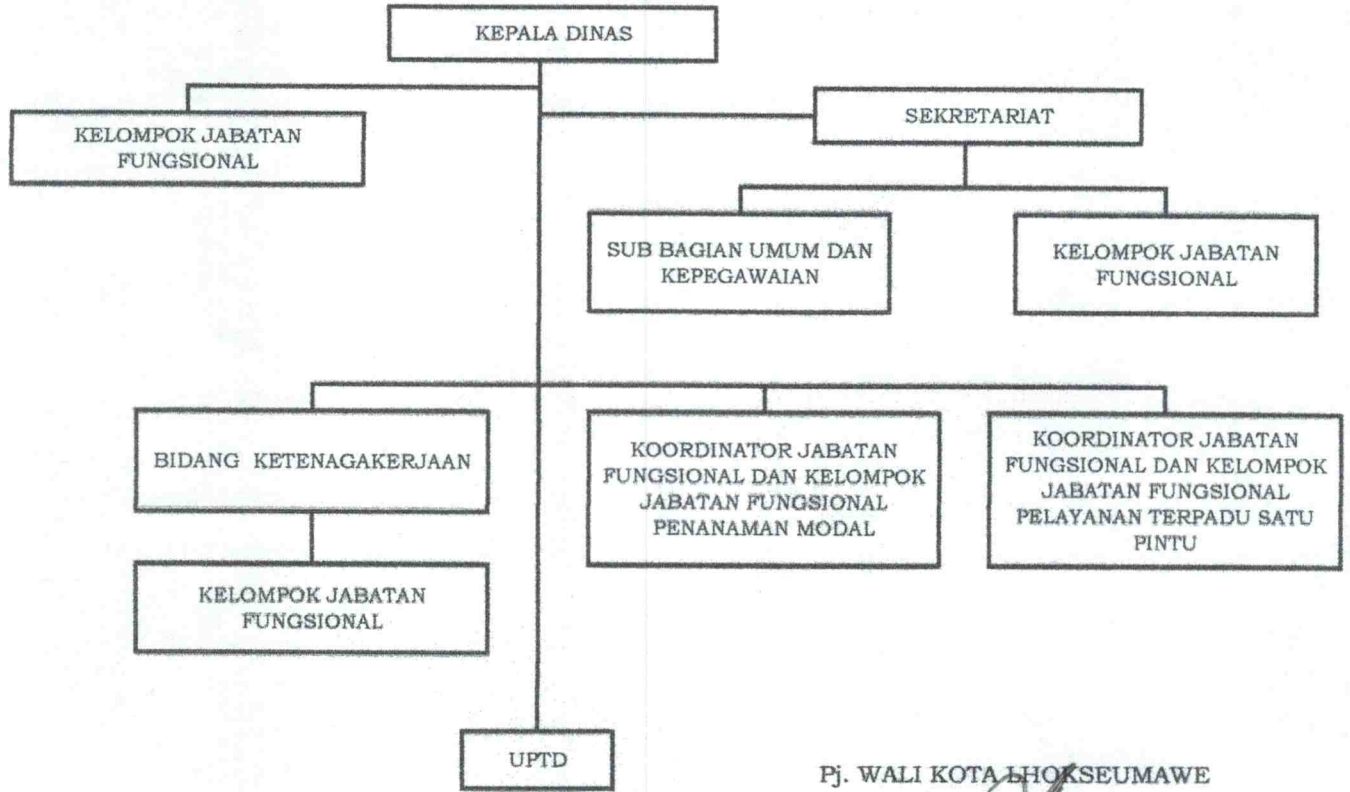 KEPALA DINAS
KELOMPOK JABATAN
FUNGSIONAL
SEKRETARIAT
SUB BAGIAN UMUM DAN
KEPEGAWAIAN
KELOMPOK JABATAN
FUNGSIONAL
BIDANG KETENAGAKERJAAN
KOORDINATOR JABATAN
FUNGSIONAL DAN KELOMPOK
JABATAN FUNGSIONAL
PENANAMAN MODAL
KOORDINATOR JABATAN
FUNGSIONAL DAN KELOMPOK
JABATAN FUNGSIONAL
PELAYANAN TERPADU SATU
PINTU
KELOMPOK JABATAN
FUNGSIONAL
UPTD
Pj. WALI KOTA LHOKSEUMAWE